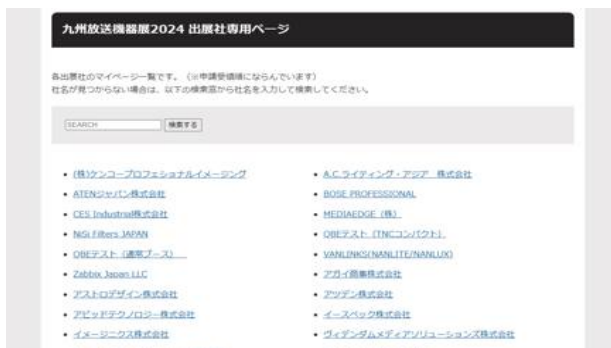 九州放送機器展2024 出展社専用ページ
各出展社のマイページ一覧です。（※申請受領順にならんでいます）
社名が見つからない場合は、以下の検索窓から社名を入力して検索してください。
SEARCH 検索する
(株)ケンコープロフェショナルイメージング
A.C.ライティング・アジア 株式会社
ATENジャパン株式会社
BOSE PROFESSIONAL
CES Industrial株式会社
MEDIAEDGE（株）
NiSi Filters JAPAN
OBEテスト（TNCコンパクト）
OBEテスト（通常ブース）
VANLINKS(NANLITE/NANLUX)
Zabbix Japan LLC
アガイ商事株式会社
アストロデザイン株式会社
アツデン株式会社
アビッドテクノロジー株式会社
イースペック株式会社
イメージニクス株式会社
ヴィデンダムメディアソリューションズ株式会社